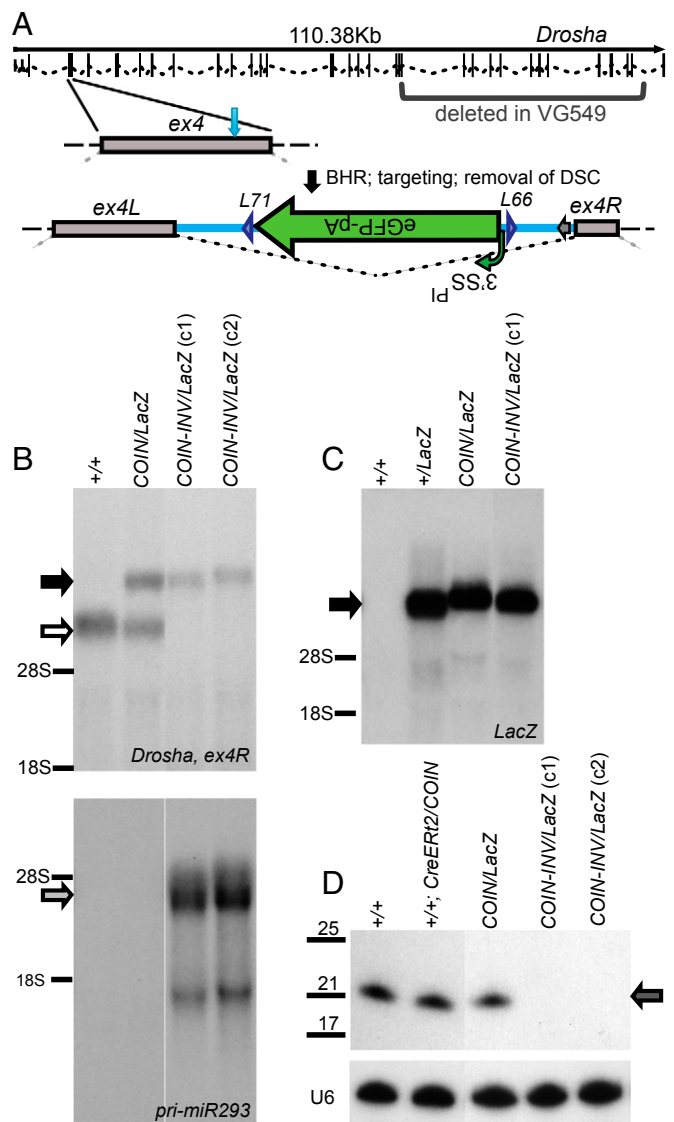 A
110.38Kb Drosha
deleted in VG549
ex4
BHR; targeting; removal of DSC
ex4L L71 eGFP-pA L66 ex4R
3'SS PI
B
+/+
COIN/LacZ
COIN-INV/LacZ (c1)
COIN-INV/LacZ (c2)
28S
18S
Drosha, ex4R
28S
18S
pri-miR293
C
+/+
+/LacZ
COIN/LacZ
COIN-INV/LacZ (c1)
28S
18S
LacZ
D
+/+
+/+; CreERt2/COIN
COIN/LacZ
COIN-INV/LacZ (c1)
COIN-INV/LacZ (c2)
25
21
17
U6